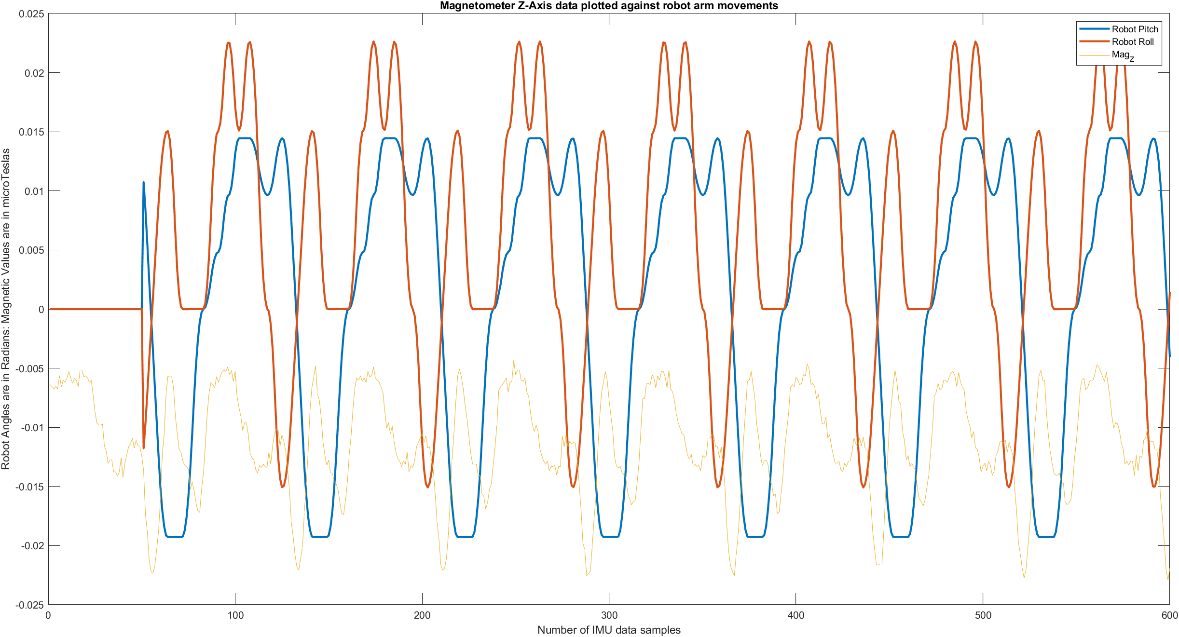 Magnetometer Z-Axis data plotted against robot arm movements
Robot Angles are in Radians: Magnetic Values are in microTeslas
0.025
0.02
0.015
0.01
0.005
0
-0.005
-0.01
-0.015
-0.02
-0.025
Robot Pitch
Robot Roll
Mag_Z
0 100 200 300 400 500 600
Number of IMU data samples